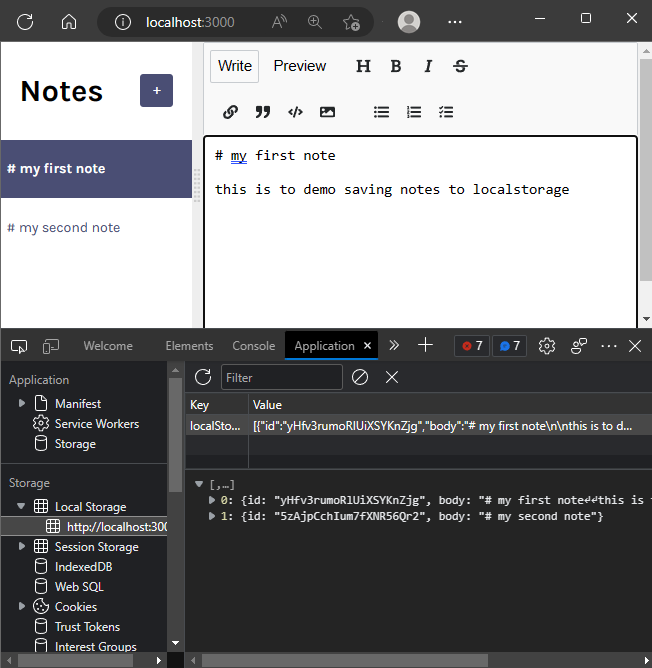 localhost:3000
Notes
+
# my first note
# my second note
Write Preview H B I S
# my first note
this is to demo saving notes to localstorage
Welcome Elements Console Application 7 7
Application
Manifest
Service Workers
Storage
Storage
Local Storage
http://localhost:300
Session Storage
IndexedDB
Web SQL
Cookies
Trust Tokens
Interest Groups
Filter
Key Value
localSto... [{"id":"yHfv3rumoRlUiXSYKnZjg","body":"# my first note\n\nthis is to d...
[,…]
0: {id: "yHfv3rumoRlUiXSYKnZjg", body: "# my first note↵↵this is
1: {id: "5zAjpCchIum7fXNR56Qr2", body: "# my second note"}